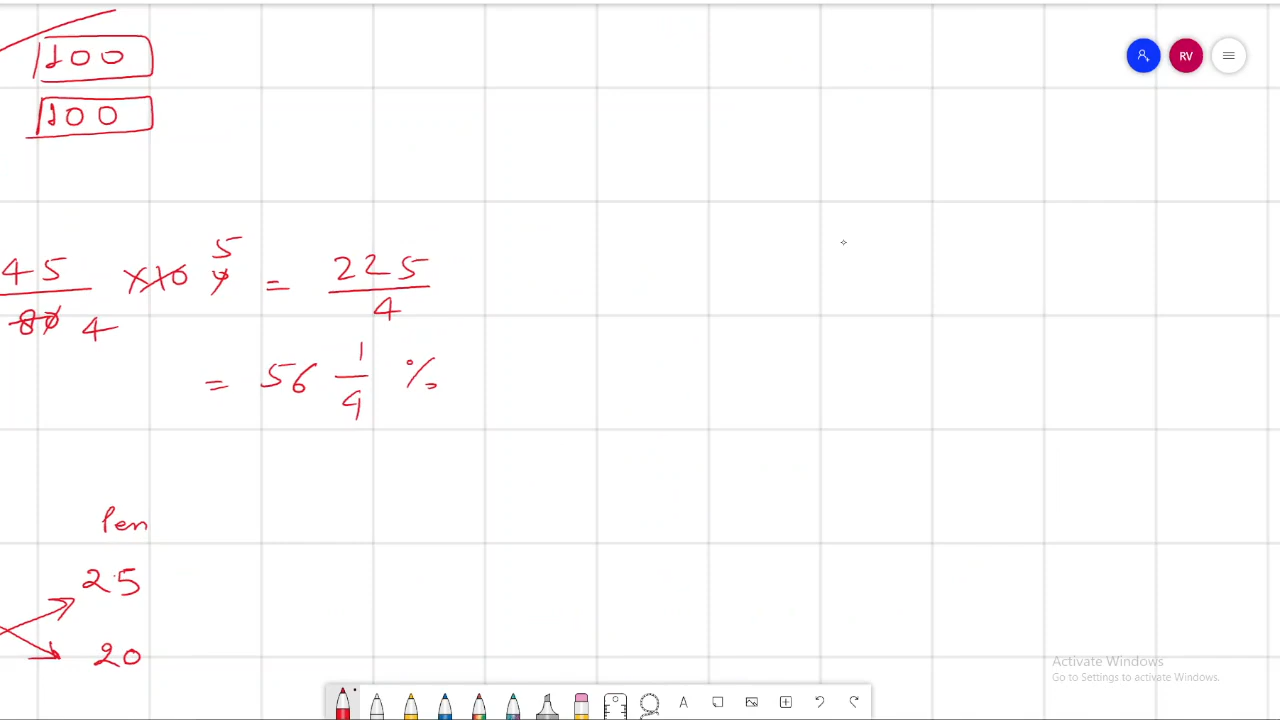 100
RV
100
45/80 4 × 100 5 = 225/4
= 56 1/4 %
Pen
25
20
Activate Windows
Go to Settings to activate Windows.
A